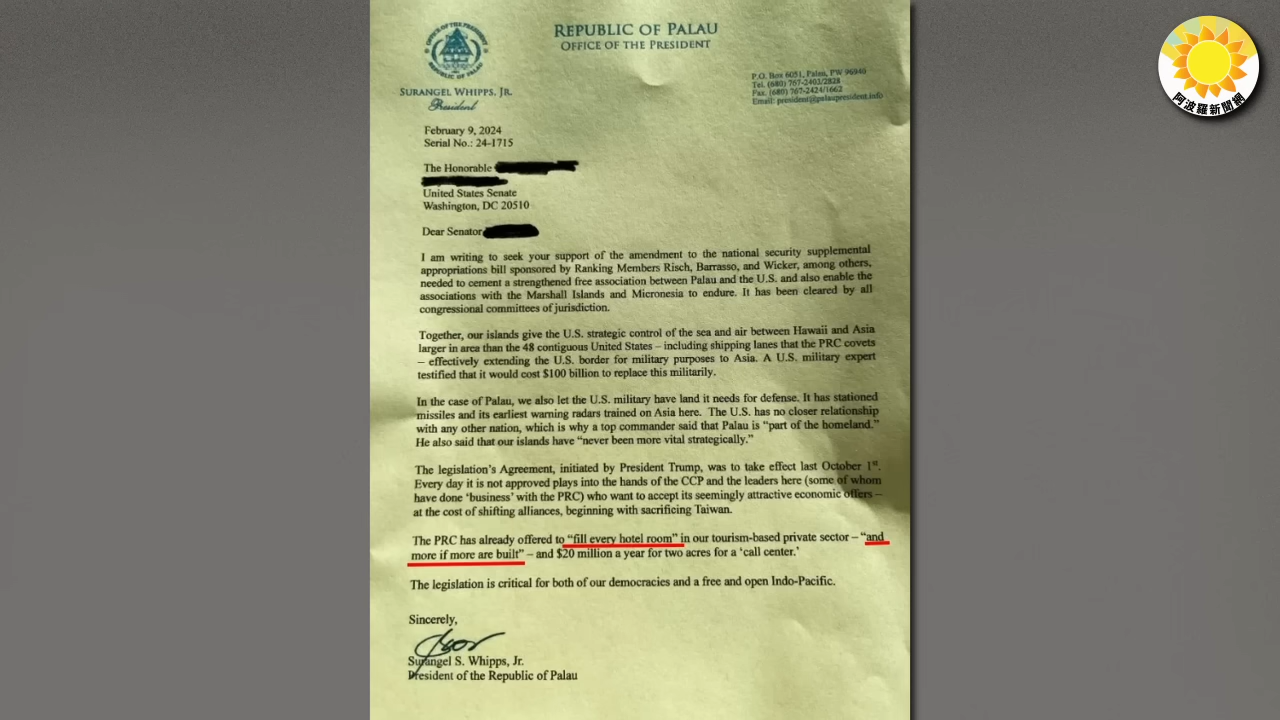 REPUBLIC OF PALAU
OFFICE OF THE PRESIDENT
OFFICE OF THE PRESIDENT
REPUBLIC OF PALAU
SURANGEL WHIPPS, JR.
President
P.O. Box 6051, Palau, PW 96940
Tel. (680) 767-2403/2828
Fax. (680) 767-2424/1662
Email: president@palaupresident.info
阿波羅新聞網
February 9, 2024
Serial No.: 24-1715
The Honorable
United States Senate
Washington, DC 20510
Dear Senator
I am writing to seek your support of the amendment to the national security supplemental
appropriations bill sponsored by Ranking Members Risch, Barrasso, and Wicker, among others,
needed to cement a strengthened free association between Palau and the U.S. and also enable the
associations with the Marshall Islands and Micronesia to endure. It has been cleared by all
congressional committees of jurisdiction.
Together, our islands give the U.S. strategic control of the sea and air between Hawaii and Asia
larger in area than the 48 contiguous United States – including shipping lanes that the PRC covets
– effectively extending the U.S. border for military purposes to Asia. A U.S. military expert
testified that it would cost $100 billion to replace this militarily.
In the case of Palau, we also let the U.S. military have land it needs for defense. It has stationed
missiles and its earliest warning radars trained on Asia here. The U.S. has no closer relationship
with any other nation, which is why a top commander said that Palau is “part of the homeland.”
He also said that our islands have “never been more vital strategically.”
The legislation’s Agreement, initiated by President Trump, was to take effect last October 1st.
Every day it is not approved plays into the hands of the CCP and the leaders here (some of whom
have done ‘business’ with the PRC) who want to accept its seemingly attractive economic offers –
at the cost of shifting alliances, beginning with sacrificing Taiwan.
The PRC has already offered to “fill every hotel room” in our tourism-based private sector – “and
more if more are built” – and $20 million a year for two acres for a ‘call center.’
The legislation is critical for both of our democracies and a free and open Indo-Pacific.
Sincerely,
Surangel S. Whipps, Jr.
President of the Republic of Palau